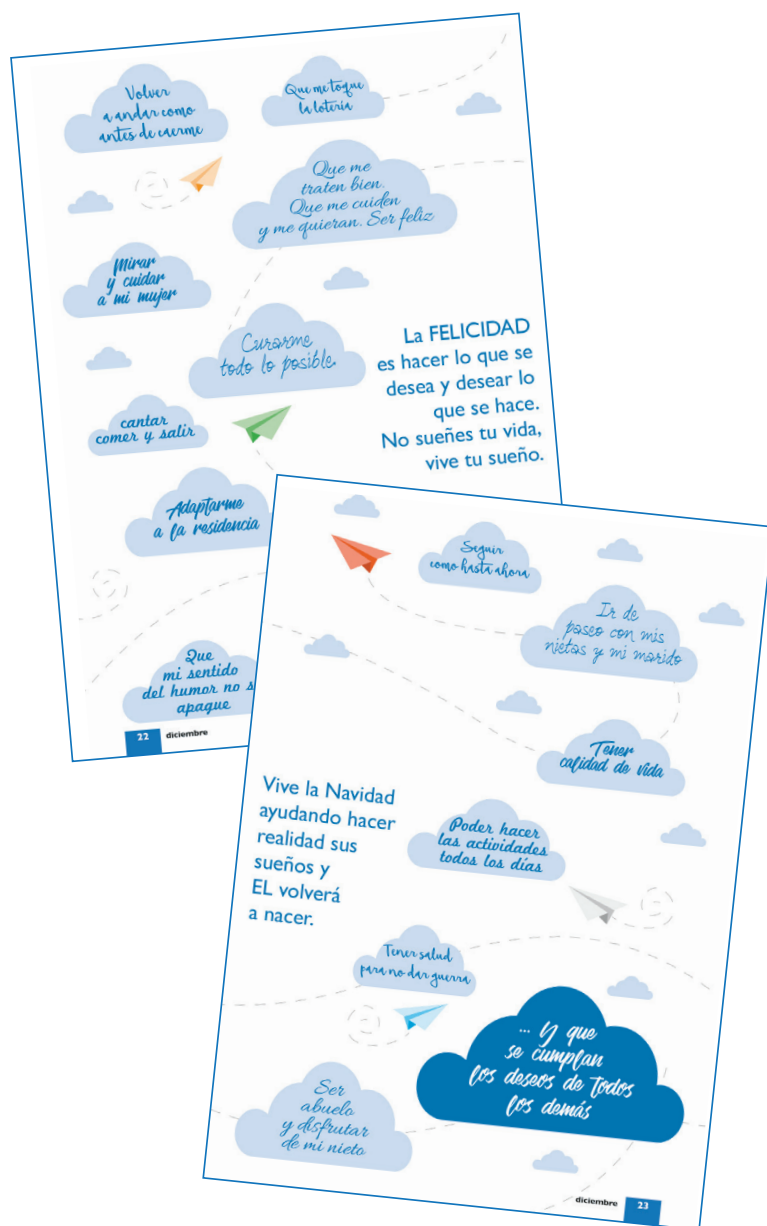 Volver
a andar como
antes de caerme
Que me toque
la lotería
Que me
traten bien.
Que me cuiden
y me quieran. Ser feliz
Mirar
y cuidar
a mi mujer
Curarme
todo lo posible.
La FELICIDAD
es hacer lo que se
desea y desear lo
que se hace.
No sueñes tu vida,
vive tu sueño.
cantar
comer y salir
Adaptarme
a la residencia
Que
mi sentido
del humor no s
apague
22 diciembre
Seguir
como hasta ahora
Ir de
paseo con mis
nietas y mi marido
Tener
calidad de vida
Vive la Navidad
ayudando hacer
realidad sus
sueños y
EL volverá
a nacer.
Poder hacer
las actividades
todos los días
Tener salud
para no dar guerra
... Y que
se cumplan
los deseos de Todos
los demás
Ser
abuelo
y disfrutar
de mi nieto
diciembre 23